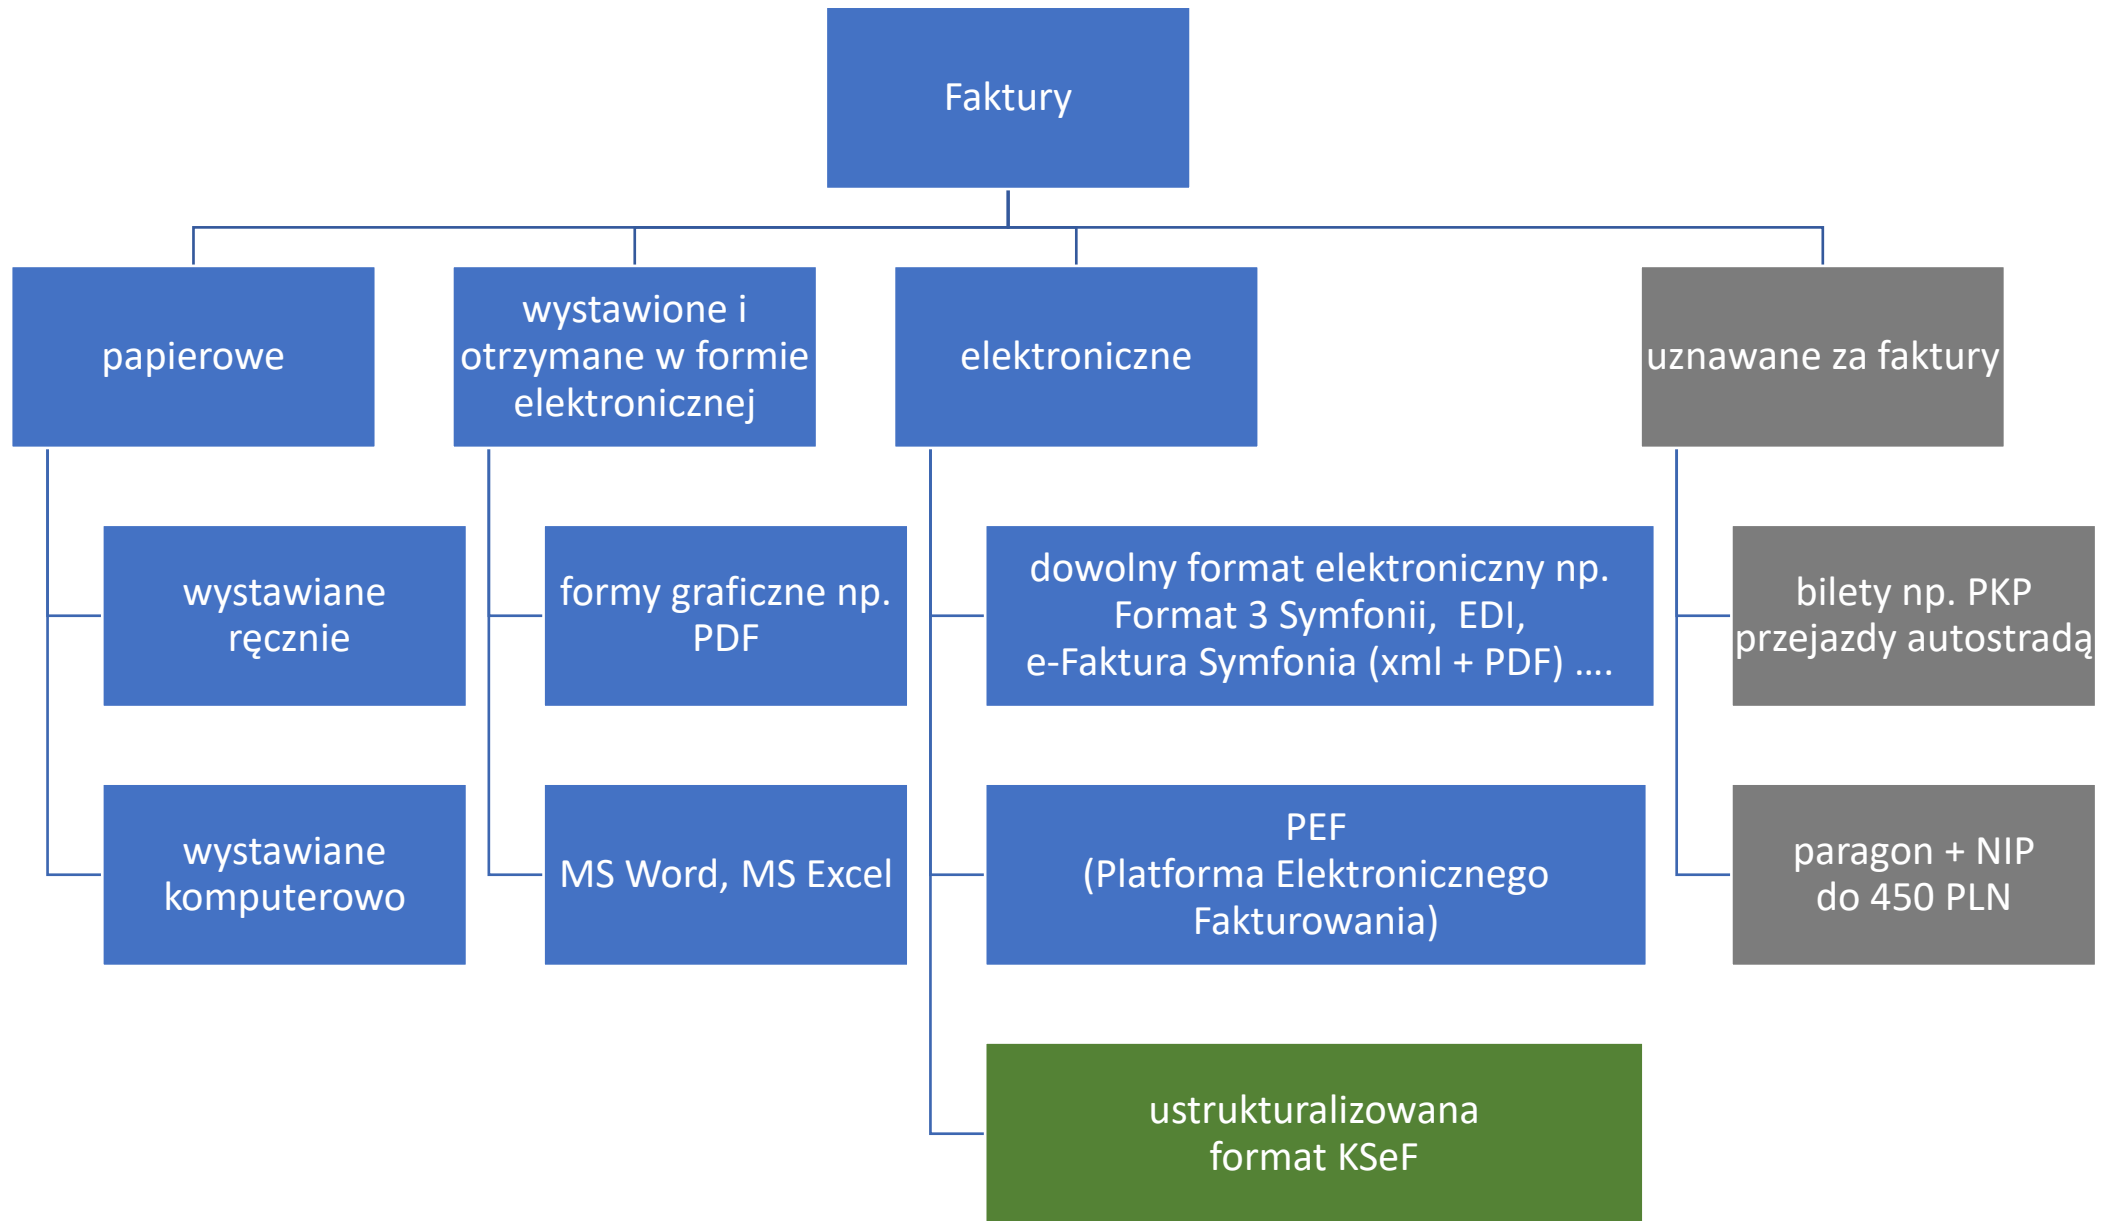 Faktury
papierowe
wystawione i
otrzymane w formie
elektronicznej
elektroniczne
uznawane za faktury
wystawiane
ręcznie
formy graficzne np.
PDF
dowolny format elektroniczny np.
Format 3 Symfonii,  EDI,
e-Faktura Symfonia (xml + PDF) ....
bilety np. PKP
przejazdy autostradą
wystawiane
komputerowo
MS Word, MS Excel
PEF
(Platforma Elektronicznego
Fakturowania)
paragon + NIP
do 450 PLN
ustrukturalizowana
format KSeF